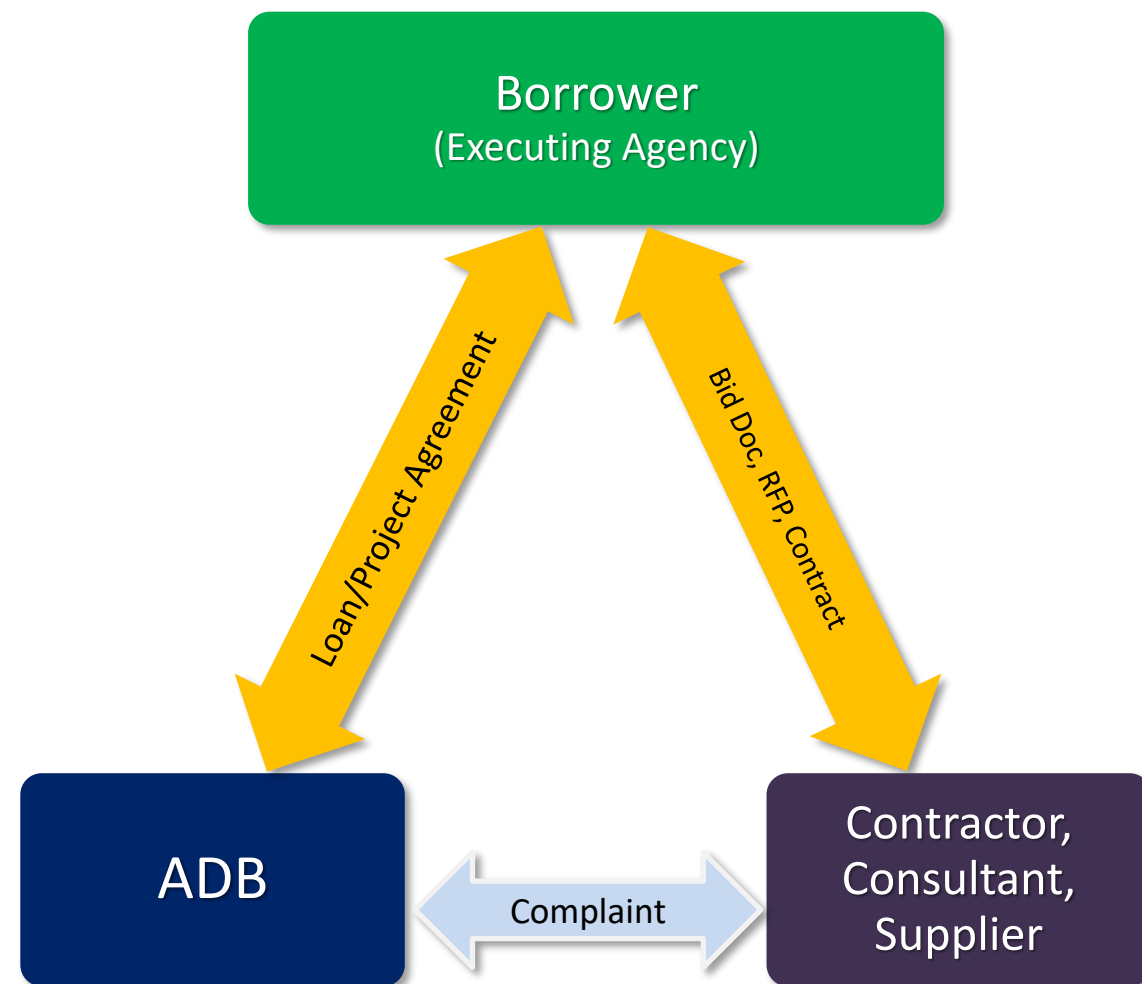 Borrower
(Executing Agency)
Loan/Project Agreement
Bid Doc, RFP, Contract
ADB
Complaint
Contractor,
Consultant,
Supplier